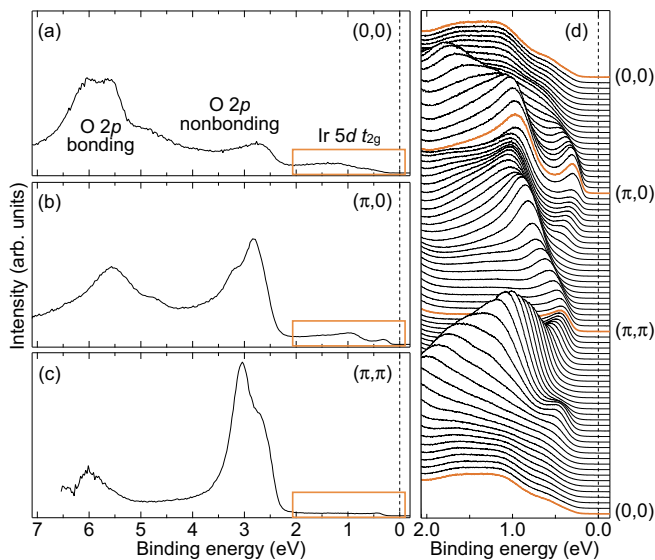 (a)
(0,0)
O 2p
bonding
O 2p
nonbonding
Ir 5d t2g
(b)
(π,0)
(c)
(π,π)
Intensity (arb. units)
7 6 5 4 3 2 1 0
Binding energy (eV)
(d)
(0,0)
(π,0)
(π,π)
(0,0)
2.0 1.0 0.0
Binding energy (eV)